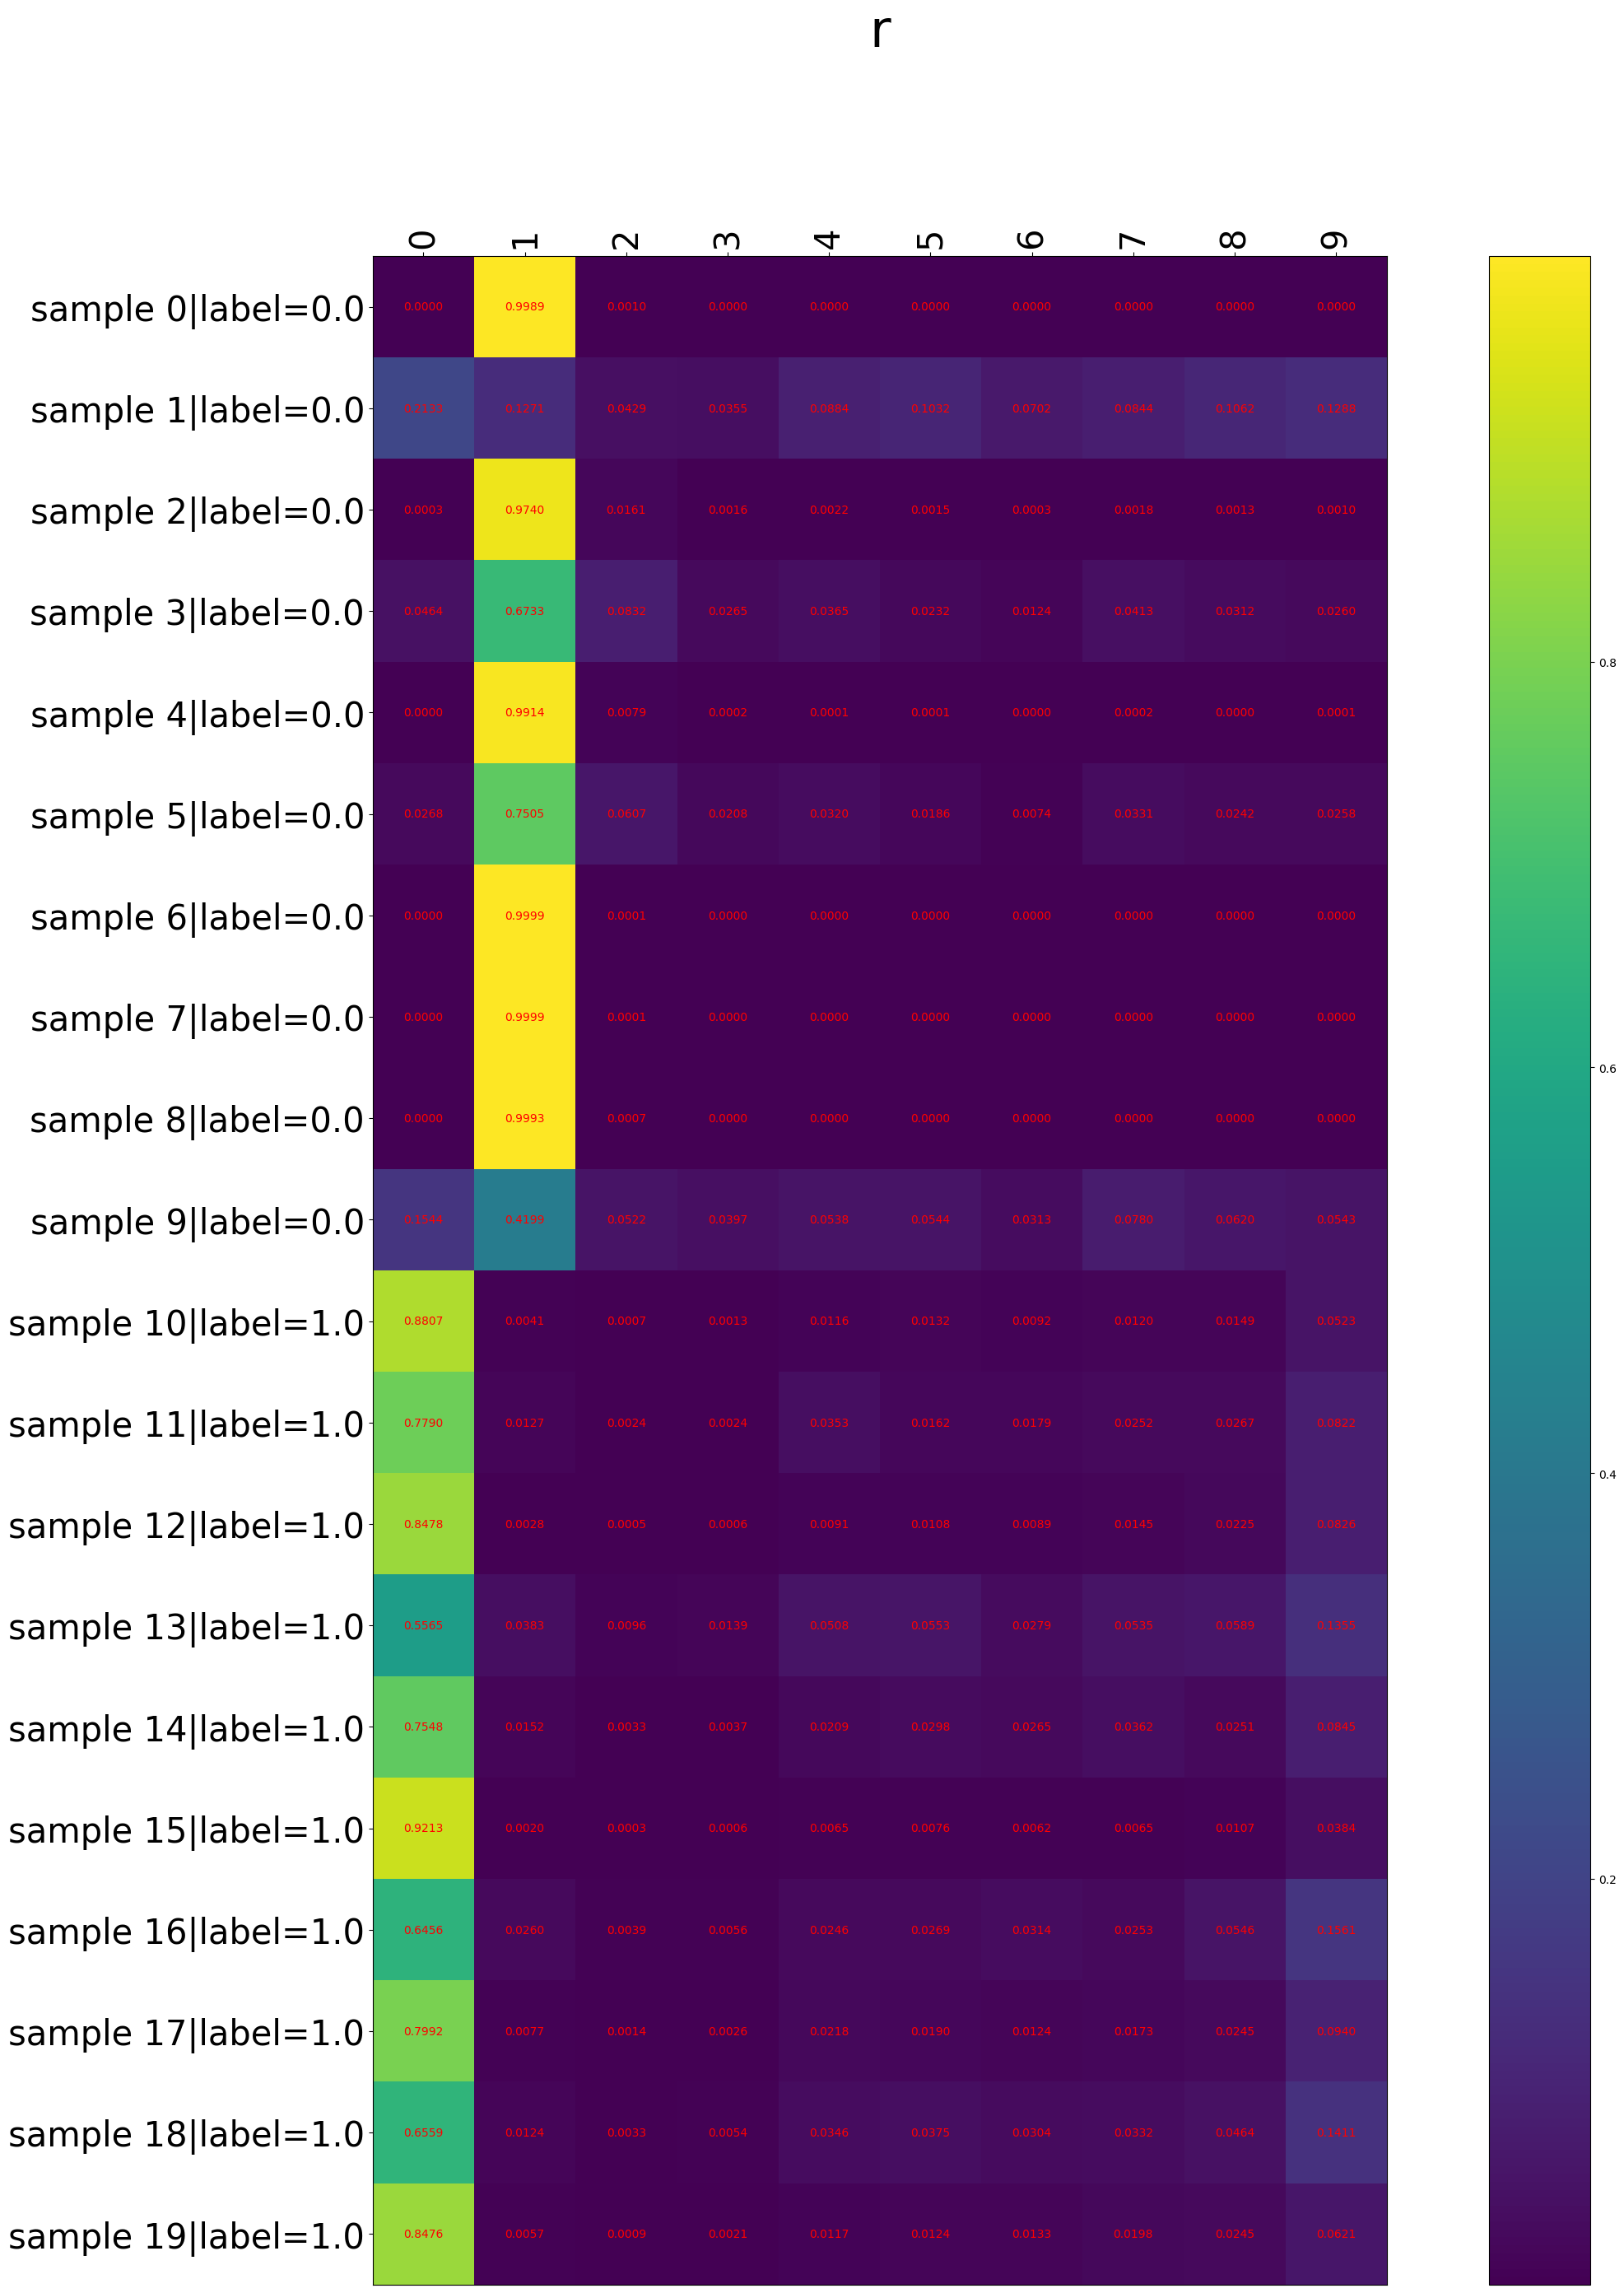 r
0 1 2 3 4 5 6 7 8 9
sample 0|label=0.0 0.0000 0.9989 0.0010 0.0000 0.0000 0.0000 0.0000 0.0000 0.0000 0.0000
sample 1|label=0.0 0.1271 0.0429 0.0355 0.0884 0.1032 0.0702 0.0844 0.1062 0.1288
sample 2|label=0.0 0.0003 0.9740 0.0161 0.0016 0.0022 0.0015 0.0003 0.0018 0.0013 0.0010
sample 3|label=0.0 0.0464 0.6733 0.0832 0.0265 0.0365 0.0232 0.0124 0.0413 0.0312 0.0260
0.8
sample 4|label=0.0 0.0000 0.9914 0.0079 0.0002 0.0001 0.0001 0.0000 0.0002 0.0000 0.0001
sample 5|label=0.0 0.0268 0.7505 0.0607 0.0208 0.0320 0.0186 0.0074 0.0331 0.0242 0.0258
sample 6|label=0.0 0.0000 0.9999 0.0001 0.0000 0.0000 0.0000 0.0000 0.0000 0.0000 0.0000
sample 7|label=0.0 0.0000 0.9999 0.0001 0.0000 0.0000 0.0000 0.0000 0.0000 0.0000 0.0000
0.6
sample 8|label=0.0 0.0000 0.9993 0.0007 0.0000 0.0000 0.0000 0.0000 0.0000 0.0000 0.0000
sample 9|label=0.0 0.4199 0.0522 0.0397 0.0538 0.0544 0.0313 0.0780 0.0620 0.0543
sample 10|label=1.0 0.8807 0.0041 0.0007 0.0013 0.0116 0.0132 0.0092 0.0120 0.0149 0.0523
sample 11|label=1.0 0.7790 0.0127 0.0024 0.0024 0.0353 0.0162 0.0179 0.0252 0.0267 0.0822
0.4
sample 12|label=1.0 0.8478 0.0028 0.0005 0.0006 0.0091 0.0108 0.0089 0.0145 0.0225 0.0826
sample 13|label=1.0 0.5565 0.0383 0.0096 0.0139 0.0508 0.0553 0.0279 0.0535 0.0589 0.1355
sample 14|label=1.0 0.7548 0.0152 0.0033 0.0037 0.0209 0.0298 0.0265 0.0362 0.0251 0.0845
sample 15|label=1.0 0.9213 0.0020 0.0003 0.0006 0.0065 0.0076 0.0062 0.0065 0.0107 0.0384
0.2
sample 16|label=1.0 0.6456 0.0260 0.0039 0.0056 0.0246 0.0269 0.0314 0.0253 0.0546 0.1561
sample 17|label=1.0 0.7992 0.0077 0.0014 0.0026 0.0218 0.0190 0.0124 0.0173 0.0245 0.0940
sample 18|label=1.0 0.6559 0.0124 0.0033 0.0054 0.0346 0.0375 0.0304 0.0332 0.0464 0.1411
sample 19|label=1.0 0.8476 0.0057 0.0009 0.0021 0.0117 0.0124 0.0133 0.0198 0.0245 0.0621